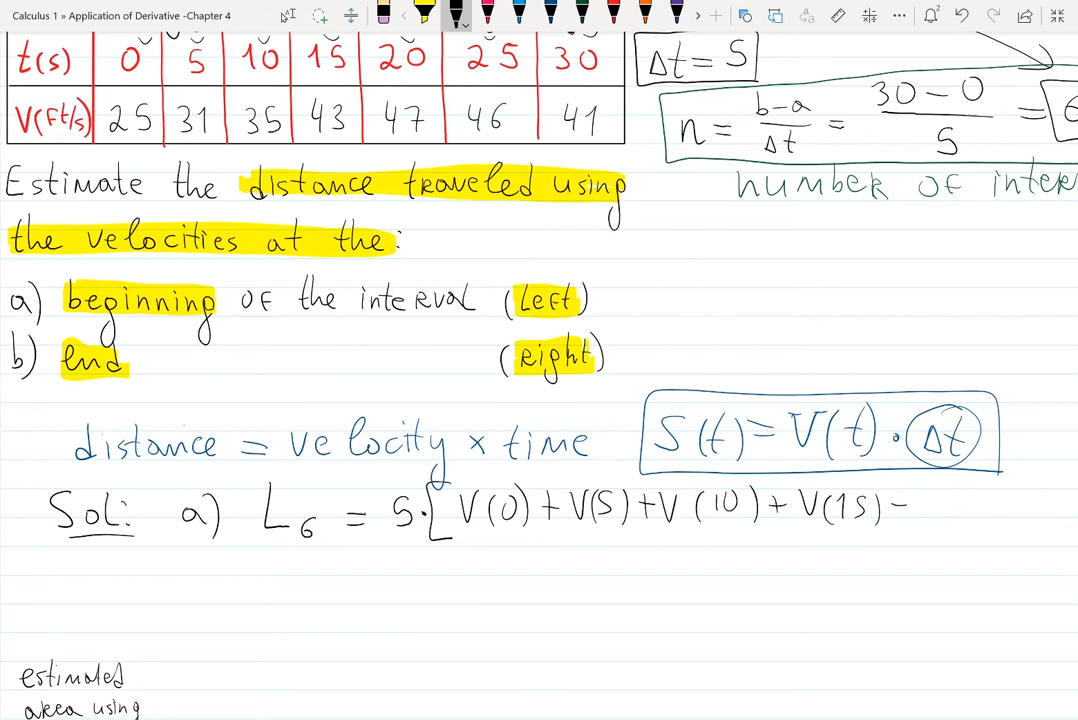 Calculus 1 » Application of Derivative -Chapter 4
t(s) 0 5 10 15 20 25 30
V(ft/s) 25 31 35 43 47 46 41
Δt = 5
n = b-a / Δt = 30-0 / 5 =
number of inter
Estimate the distance traveled using
the velocities at the:
a) beginning of the interval (Left)
b) end (Right)
distance = velocity × time
S(t) = V(t) · Δt
Sol: a) L6 = 5·[V(0) + V(5) + V(10) + V(15) -
estimated
area using